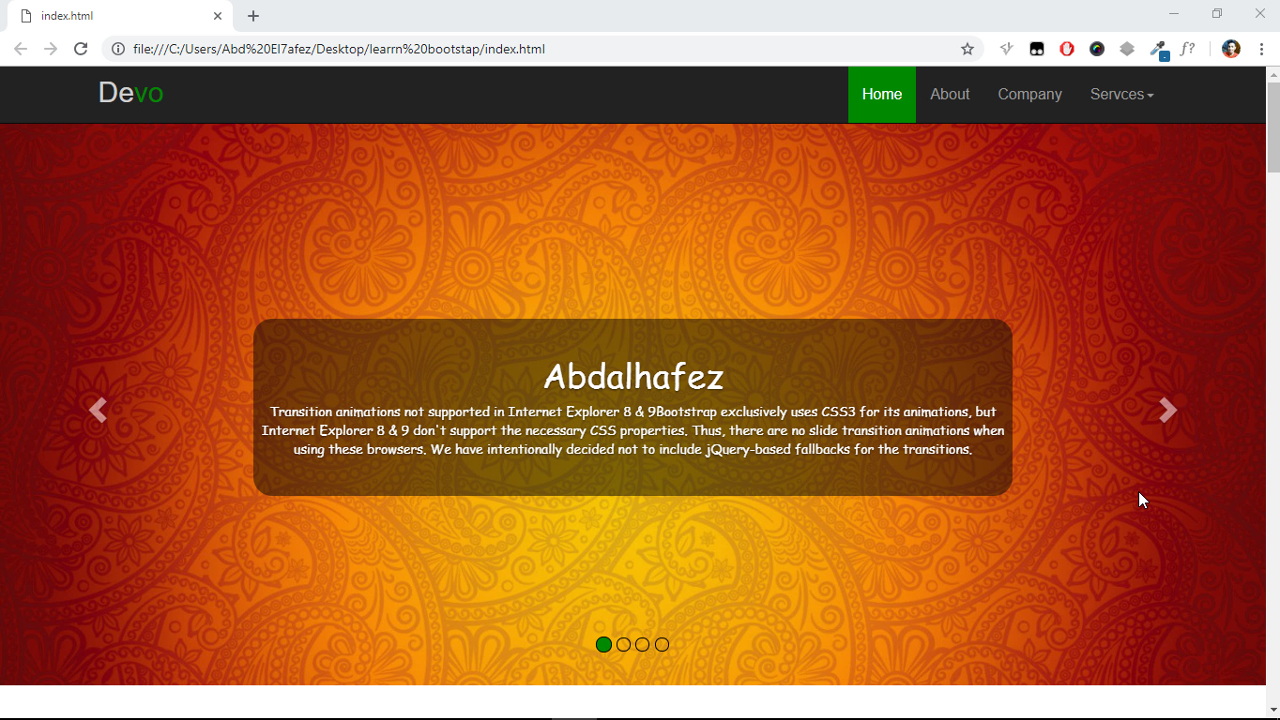 index.html
file:///C:/Users/Abd%20El7afez/Desktop/learrn%20bootstap/index.html
f?
Devo
Home About Company Servces
Abdalhafez
Transition animations not supported in Internet Explorer 8 & 9Bootstrap exclusively uses CSS3 for its animations, but
Internet Explorer 8 & 9 don't support the necessary CSS properties. Thus, there are no slide transition animations when
using these browsers. We have intentionally decided not to include jQuery-based fallbacks for the transitions.